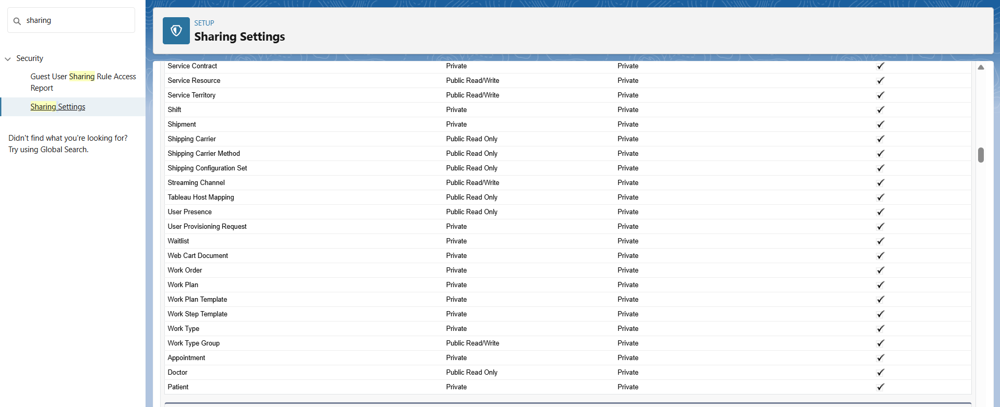 sharing
Security
Guest User Sharing Rule Access
Report
Sharing Settings
Didn't find what you're looking for?
Try using Global Search.
SETUP
Sharing Settings
Service Contract Private Private
Service Resource Public Read/Write Private
Service Territory Public Read/Write Private
Shift Private Private
Shipment Private Private
Shipping Carrier Public Read Only Private
Shipping Carrier Method Public Read Only Private
Shipping Configuration Set Public Read Only Private
Streaming Channel Public Read/Write Private
Tableau Host Mapping Public Read Only Private
User Presence Public Read Only Private
User Provisioning Request Private Private
Waitlist Private Private
Web Cart Document Private Private
Work Order Private Private
Work Plan Private Private
Work Plan Template Private Private
Work Step Template Private Private
Work Type Private Private
Work Type Group Public Read/Write Private
Appointment Private Private
Doctor Public Read Only Private
Patient Private Private